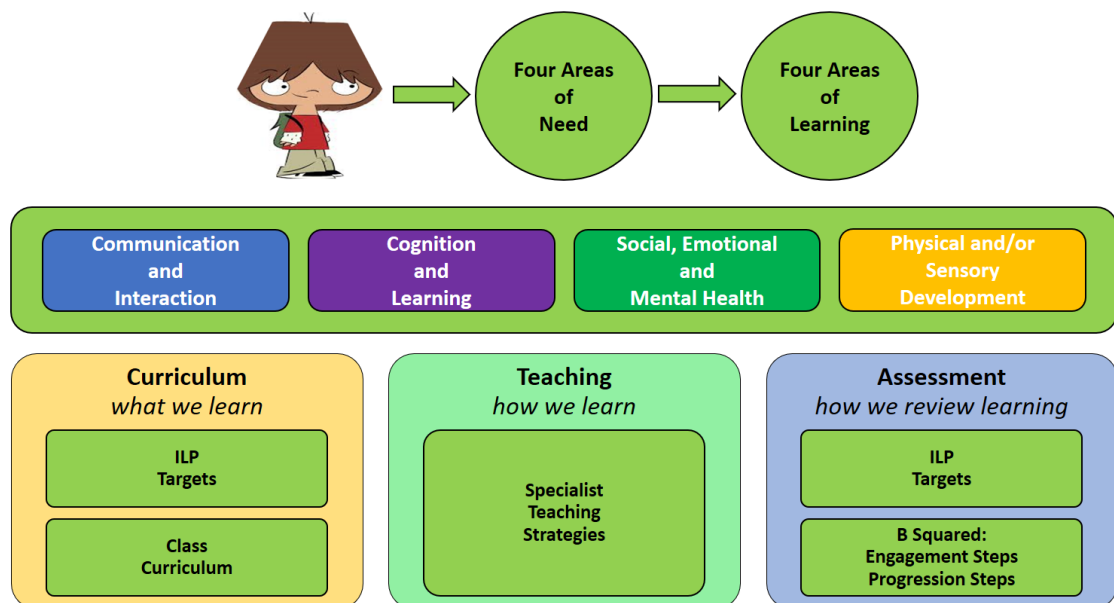 Four Areas
of
Need
Four Areas
of
Learning
Communication
and
Interaction
Cognition
and
Learning
Social, Emotional
and
Mental Health
Physical and/or
Sensory
Development
Curriculum
what we learn
ILP
Targets
Class
Curriculum
Teaching
how we learn
Specialist
Teaching
Strategies
Assessment
how we review learning
ILP
Targets
B Squared:
Engagement Steps
Progression Steps